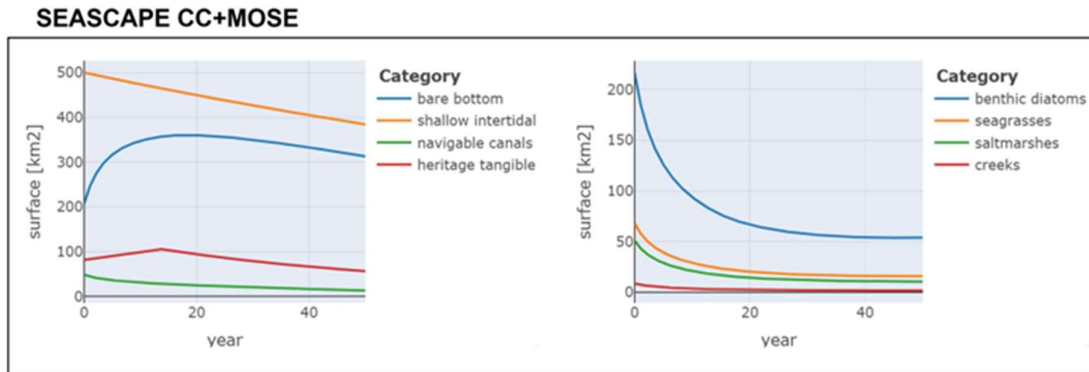 SEASCAPE CC+MOSE
surface [km2]
500
400
300
200
100
0
0 20 40
year
Category
bare bottom
shallow intertidal
navigable canals
heritage tangible
surface [km2]
200
150
100
50
0
0 20 40
year
Category
benthic diatoms
seagrasses
saltmarshes
creeks